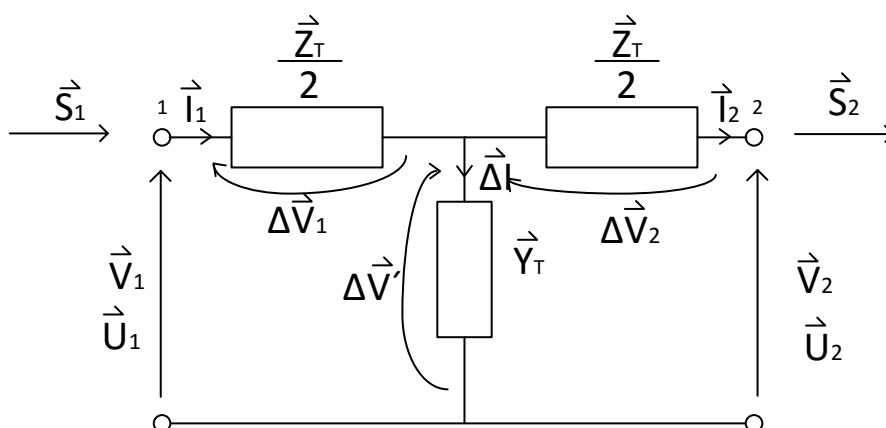 Z⃗T/2
Z⃗T/2
S⃗1
1
I⃗1
I⃗2
2
S⃗2
ΔI⃗
ΔV⃗1
ΔV⃗2
ΔV⃗´
Y⃗T
V⃗1
V⃗2
U⃗1
U⃗2